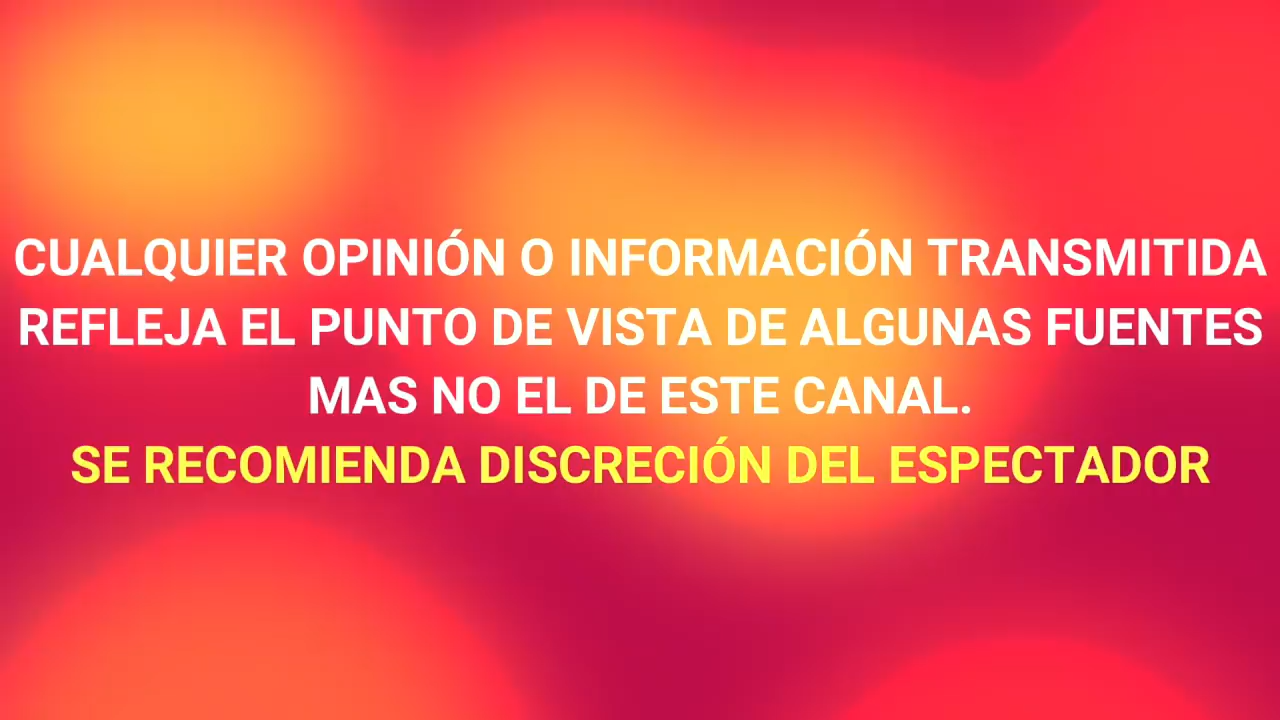 CUALQUIER OPINIÓN O INFORMACIÓN TRANSMITIDA
REFLEJA EL PUNTO DE VISTA DE ALGUNAS FUENTES
MAS NO EL DE ESTE CANAL.
SE RECOMIENDA DISCRECIÓN DEL ESPECTADOR